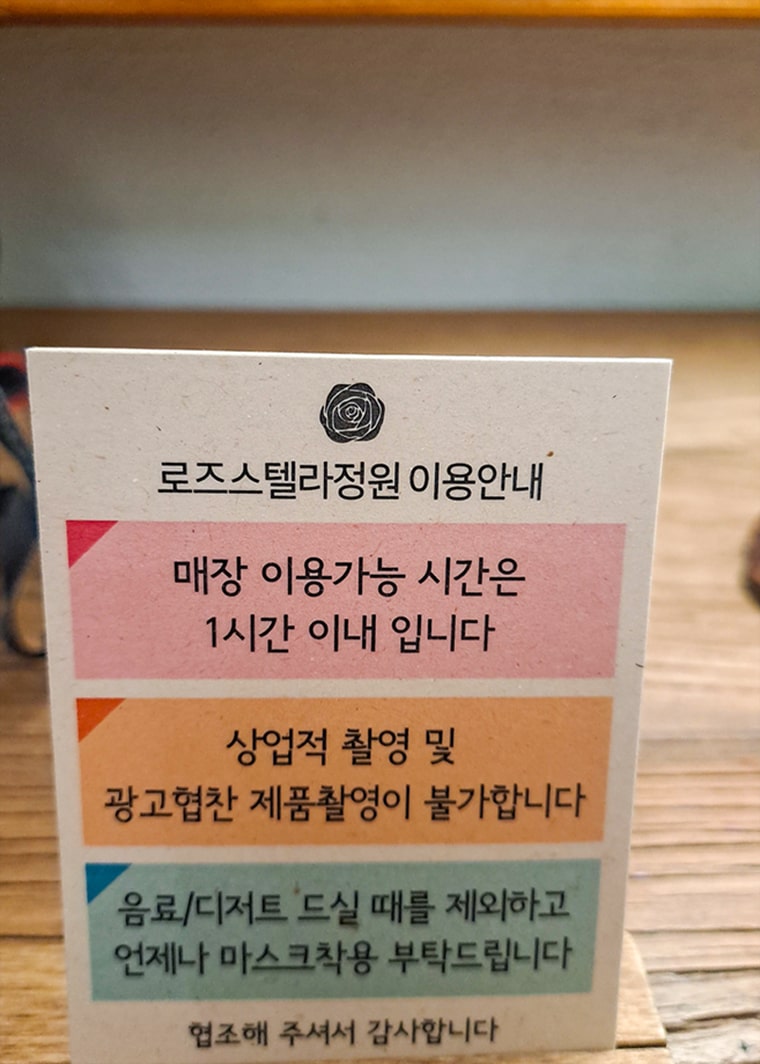 로즈스텔라정원 이용안내
매장 이용가능 시간은
1시간 이내 입니다
상업적 촬영 및
광고협찬 제품촬영이 불가합니다
음료/디저트 드실 때를 제외하고
언제나 마스크착용 부탁드립니다
협조해 주셔서 감사합니다